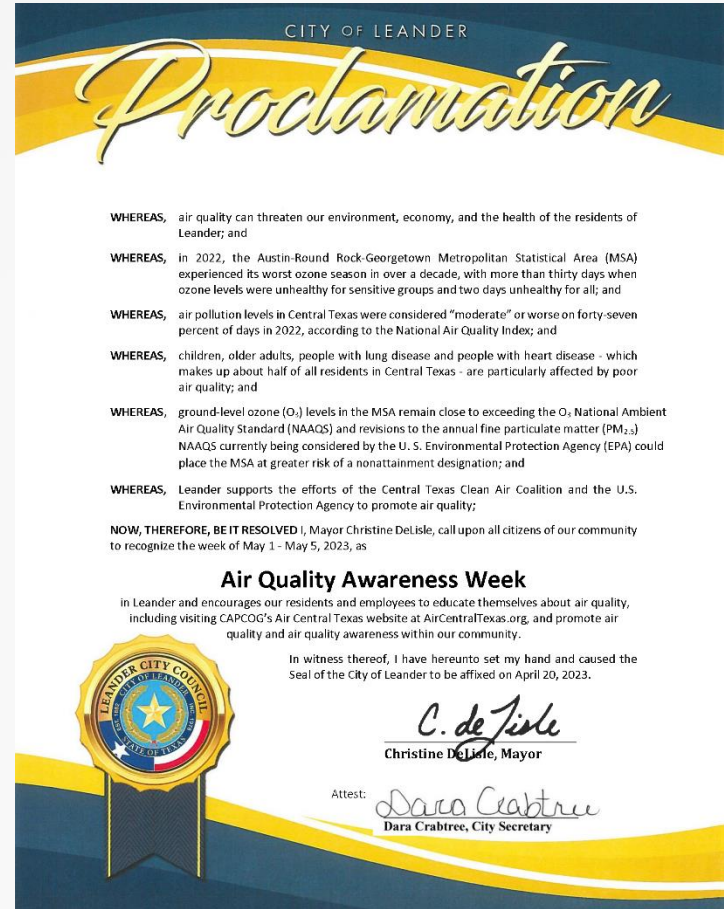 CITY OF LEANDER
Proclamation
WHEREAS, air quality can threaten our environment, economy, and the health of the residents of
Leander; and
WHEREAS, in 2022, the Austin-Round Rock-Georgetown Metropolitan Statistical Area (MSA)
experienced its worst ozone season in over a decade, with more than thirty days when
ozone levels were unhealthy for sensitive groups and two days unhealthy for all; and
WHEREAS, air pollution levels in Central Texas were considered “moderate” or worse on forty-seven
percent of days in 2022, according to the National Air Quality Index; and
WHEREAS, children, older adults, people with lung disease and people with heart disease - which
makes up about half of all residents in Central Texas - are particularly affected by poor
air quality; and
WHEREAS, ground-level ozone (O₃) levels in the MSA remain close to exceeding the O₃ National Ambient
Air Quality Standard (NAAQS) and revisions to the annual fine particulate matter (PM₂.₅)
NAAQS currently being considered by the U. S. Environmental Protection Agency (EPA) could
place the MSA at greater risk of a nonattainment designation; and
WHEREAS, Leander supports the efforts of the Central Texas Clean Air Coalition and the U.S.
Environmental Protection Agency to promote air quality;
NOW, THEREFORE, BE IT RESOLVED I, Mayor Christine DeLisle, call upon all citizens of our community
to recognize the week of May 1 - May 5, 2023, as
Air Quality Awareness Week
in Leander and encourages our residents and employees to educate themselves about air quality,
including visiting CAPCOG's Air Central Texas website at AirCentralTexas.org, and promote air
quality and air quality awareness within our community.
In witness thereof, I have hereunto set my hand and caused the
Seal of the City of Leander to be affixed on April 20, 2023.
LEANDER CITY COUNCIL
CITY OF LEANDER
EST. 1882
INC. 1978
STATE OF TEXAS
C. de Lisle
Christine DeLisle, Mayor
Attest:
Dara Crabtree
Dara Crabtree, City Secretary